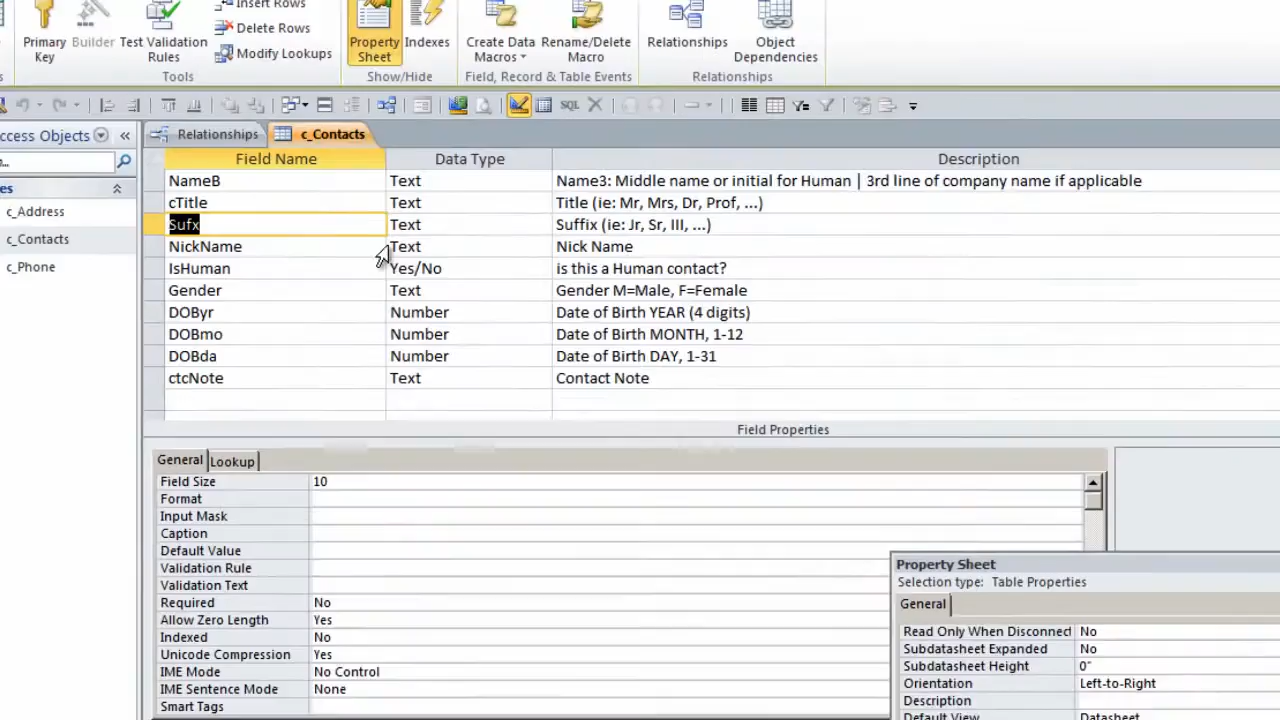 Insert Rows
Primary Key
Builder
Test Validation Rules
Delete Rows
Modify Lookups
Property Sheet
Indexes
Create Data Macros
Rename/Delete Macro
Relationships
Object Dependencies
Tools
Show/Hide
Field, Record & Table Events
Relationships
SQL
ccess Objects
Relationships
c_Contacts
...
es
c_Address
c_Contacts
c_Phone
Field Name Data Type Description
NameB Text Name3: Middle name or initial for Human | 3rd line of company name if applicable
cTitle Text Title (ie: Mr, Mrs, Dr, Prof, ...)
Sufx Text Suffix (ie: Jr, Sr, III, ...)
NickName Text Nick Name
IsHuman Yes/No is this a Human contact?
Gender Text Gender M=Male, F=Female
DOByr Number Date of Birth YEAR (4 digits)
DOBmo Number Date of Birth MONTH, 1-12
DOBda Number Date of Birth DAY, 1-31
ctcNote Text Contact Note
Field Properties
General Lookup
Field Size 10
Format
Input Mask
Caption
Default Value
Validation Rule
Validation Text
Required No
Allow Zero Length Yes
Indexed No
Unicode Compression Yes
IME Mode No Control
IME Sentence Mode None
Smart Tags
Property Sheet
Selection type: Table Properties
General
Read Only When Disconnect No
Subdatasheet Expanded No
Subdatasheet Height 0"
Orientation Left-to-Right
Description
Default View Datasheet